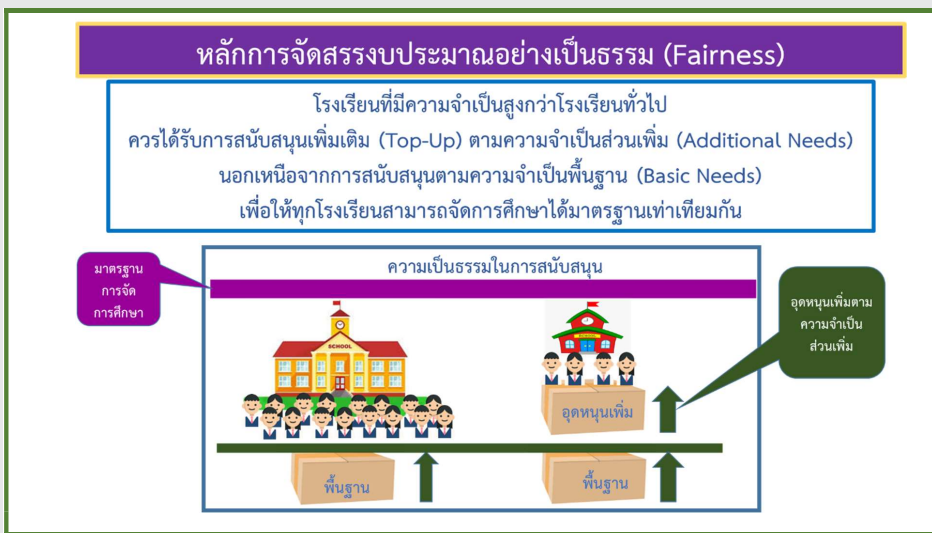 หลักการจัดสรรงบประมาณอย่างเป็นธรรม (Fairness)
โรงเรียนที่มีความจำเป็นสูงกว่าโรงเรียนทั่วไป
ควรได้รับการสนับสนุนเพิ่มเติม (Top-Up) ตามความจำเป็นส่วนเพิ่ม (Additional Needs)
นอกเหนือจากการสนับสนุนตามความจำเป็นพื้นฐาน (Basic Needs)
เพื่อให้ทุกโรงเรียนสามารถจัดการศึกษาได้มาตรฐานเท่าเทียมกัน
ความเป็นธรรมในการสนับสนุน
มาตรฐาน
การจัด
การศึกษา
อุดหนุนเพิ่มตาม
ความจำเป็น
ส่วนเพิ่ม
SCHOOL
อุดหนุนเพิ่ม
พื้นฐาน
พื้นฐาน